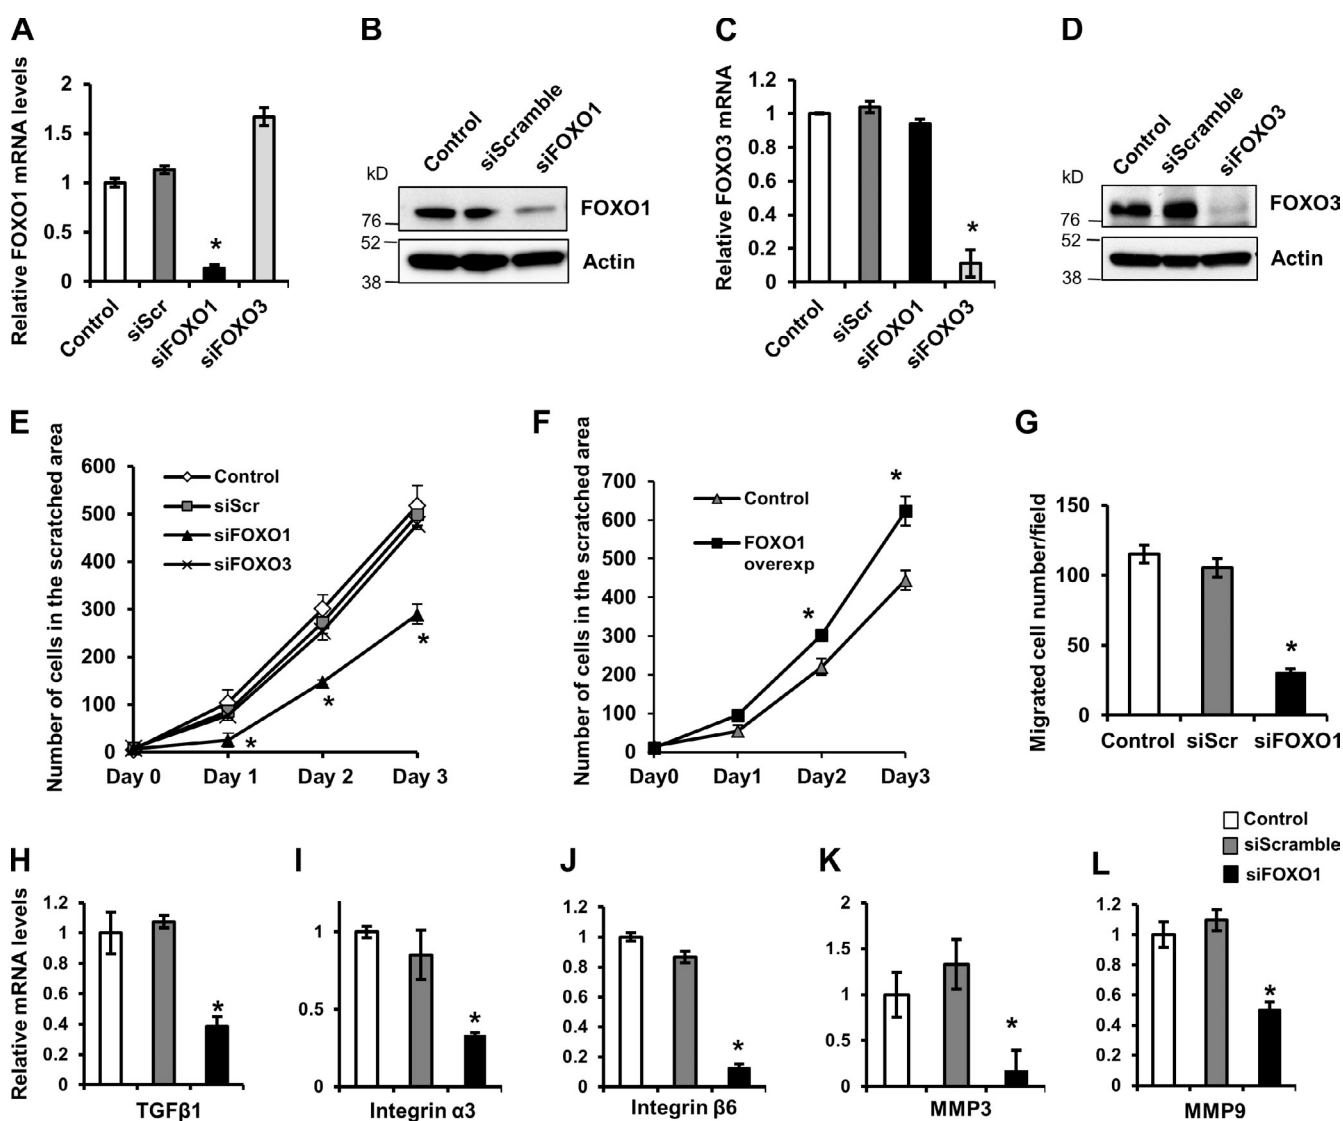 A
Relative FOXO1 mRNA levels
2
1.5
1
0.5
0
*
Control
siScr
siFOXO1
siFOXO3
B
Control
siScramble
siFOXO1
kD
76
52
38
FOXO1
Actin
C
Relative FOXO3 mRNA
1.2
1
0.8
0.6
0.4
0.2
0
*
Control
siScr
siFOXO1
siFOXO3
D
Control
siScramble
siFOXO3
kD
76
52
38
FOXO3
Actin
E
Number of cells in the scratched area
600
500
400
300
200
100
0
Control
siScr
siFOXO1
siFOXO3
*
*
*
Day 0
Day 1
Day 2
Day 3
F
Number of cells in the scratched area
700
600
500
400
300
200
100
0
Control
FOXO1
overexp
*
*
Day0
Day1
Day2
Day3
G
Migrated cell number/field
150
100
50
0
*
Control
siScr
siFOXO1
Control
siScramble
siFOXO1
H
Relative mRNA levels
1.2
1
0.8
0.6
0.4
0.2
0
*
TGFβ1
I
1
0.5
0
*
Integrin α3
J
1.2
1
0.8
0.6
0.4
0.2
0
*
Integrin β6
K
2
1.5
1
0.5
0
*
MMP3
L
1.2
1
0.8
0.6
0.4
0.2
0
*
MMP9